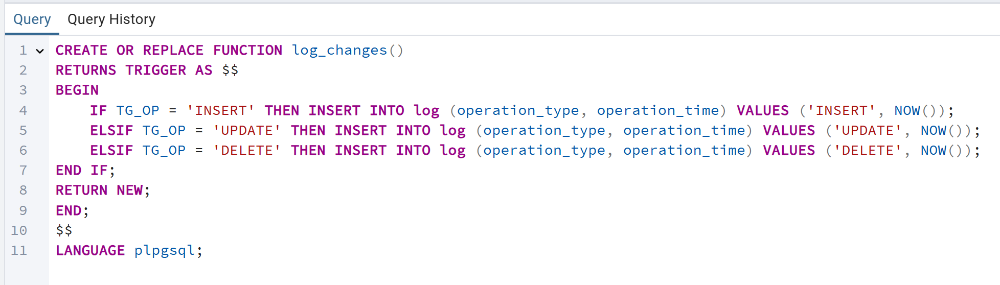 Query Query History
1 CREATE OR REPLACE FUNCTION log_changes()
2 RETURNS TRIGGER AS $$
3 BEGIN
4 IF TG_OP = 'INSERT' THEN INSERT INTO log (operation_type, operation_time) VALUES ('INSERT', NOW());
5 ELSIF TG_OP = 'UPDATE' THEN INSERT INTO log (operation_type, operation_time) VALUES ('UPDATE', NOW());
6 ELSIF TG_OP = 'DELETE' THEN INSERT INTO log (operation_type, operation_time) VALUES ('DELETE', NOW());
7 END IF;
8 RETURN NEW;
9 END;
10 $$
11 LANGUAGE plpgsql;